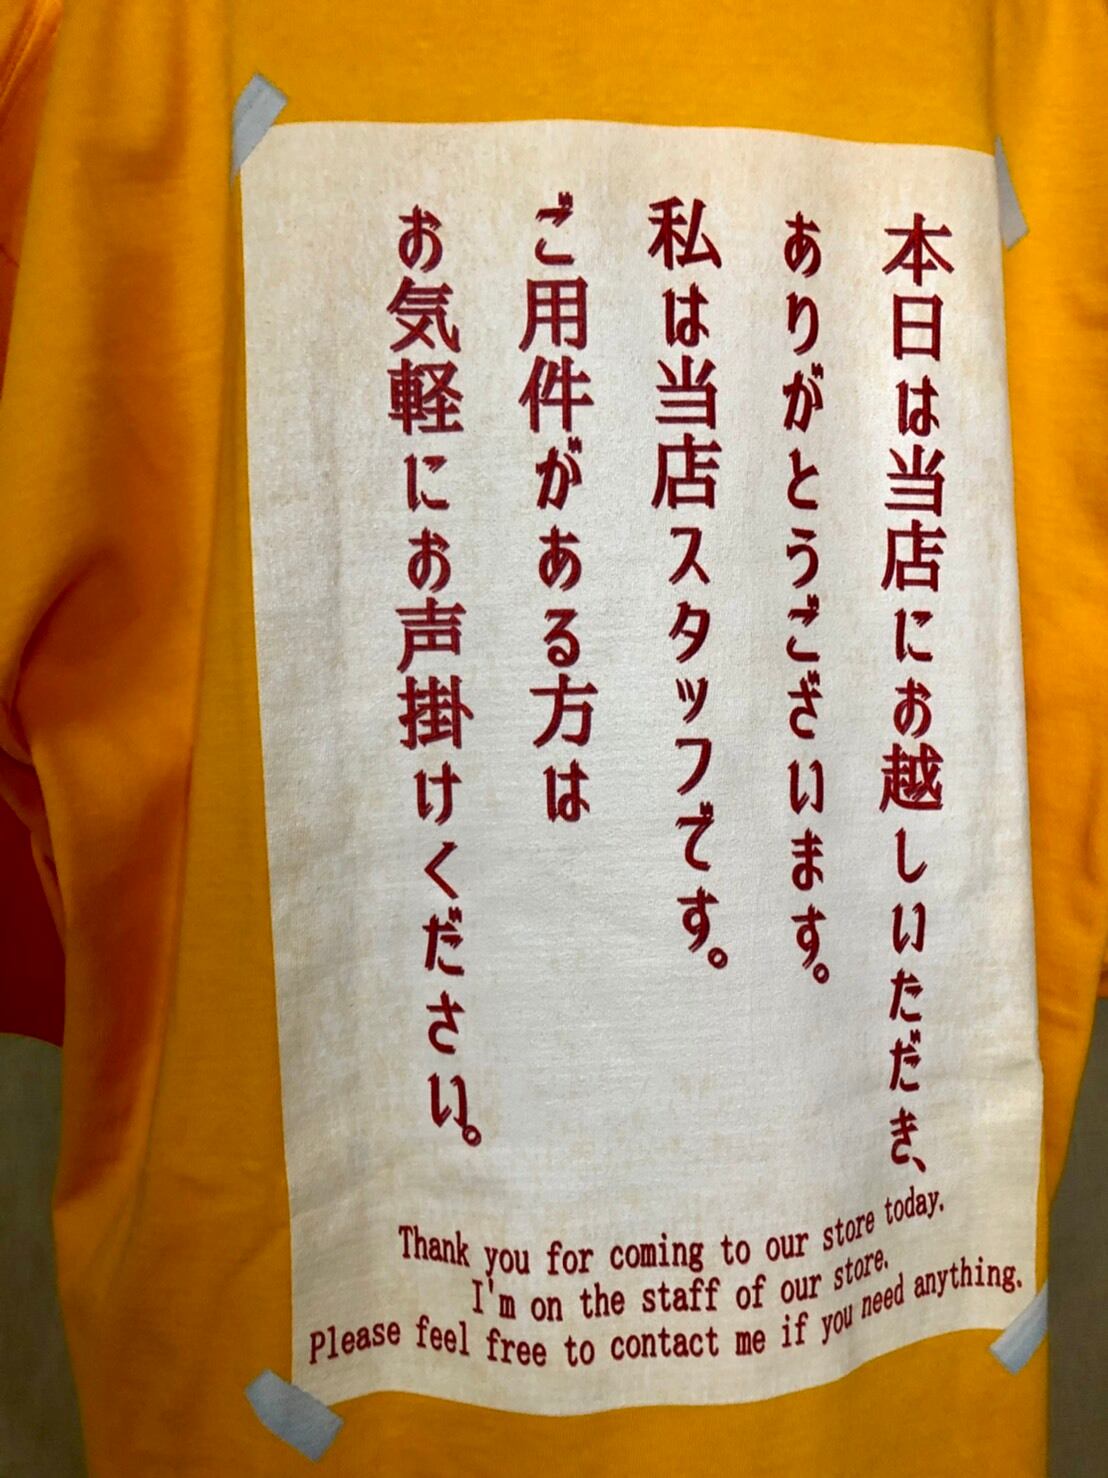 本日は当店にお越しいただき、
ありがとうございます。
私は当店スタッフです。
ご用件がある方は
お気軽にお声掛けください。
Thank you for coming to our store today.
I'm on the staff of our store.
Please feel free to contact me if you need anything.